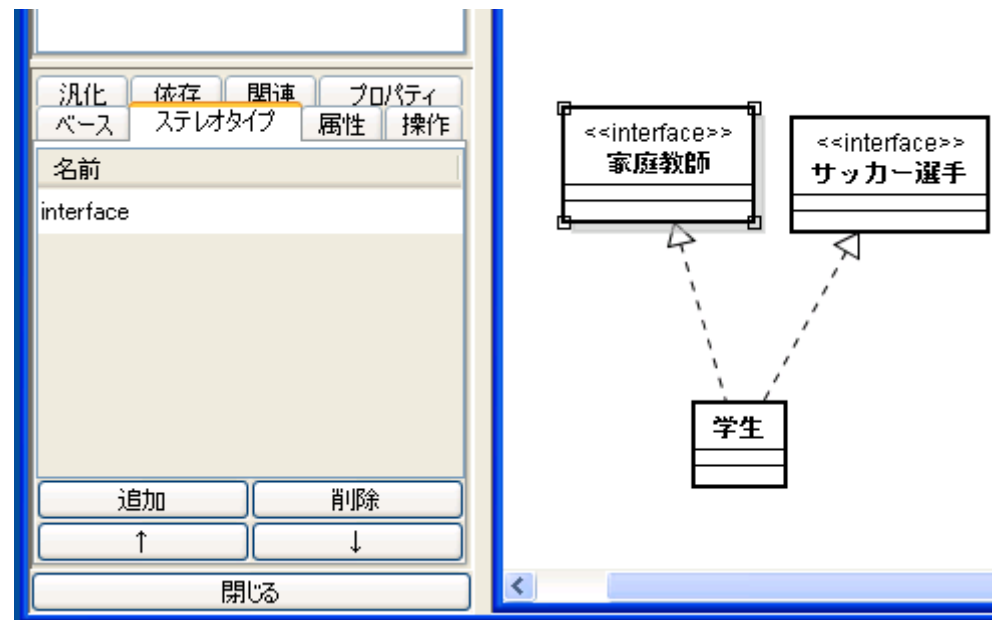 汎化 依存 関連 プロパティ
ベース ステレオタイプ 属性 操作
名前
interface
追加 削除
↑ ↓
閉じる
<<interface>>
家庭教師
<<interface>>
サッカー選手
学生